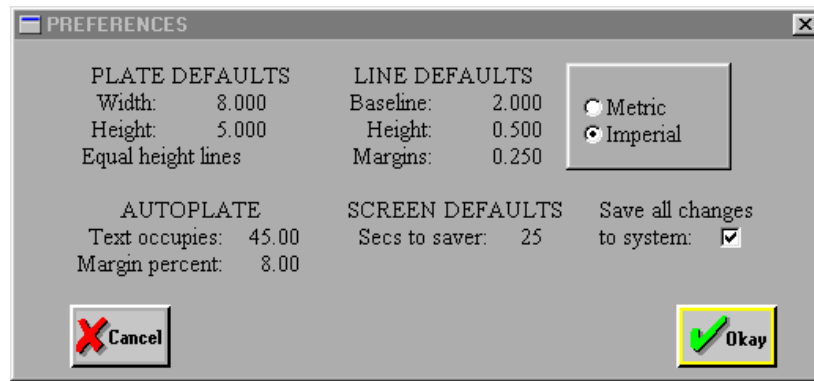 PREFERENCES
PLATE DEFAULTS
Width: 8.000
Height: 5.000
Equal height lines
LINE DEFAULTS
Baseline: 2.000
Height: 0.500
Margins: 0.250
Metric
Imperial
AUTOPLATE
Text occupies: 45.00
Margin percent: 8.00
SCREEN DEFAULTS
Secs to saver: 25
Save all changes
to system:
Cancel
Okay